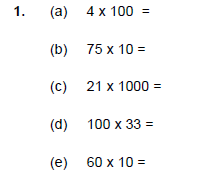 1. (a) 4 x 100 =
(b) 75 x 10 =
(c) 21 x 1000 =
(d) 100 x 33 =
(e) 60 x 10 =